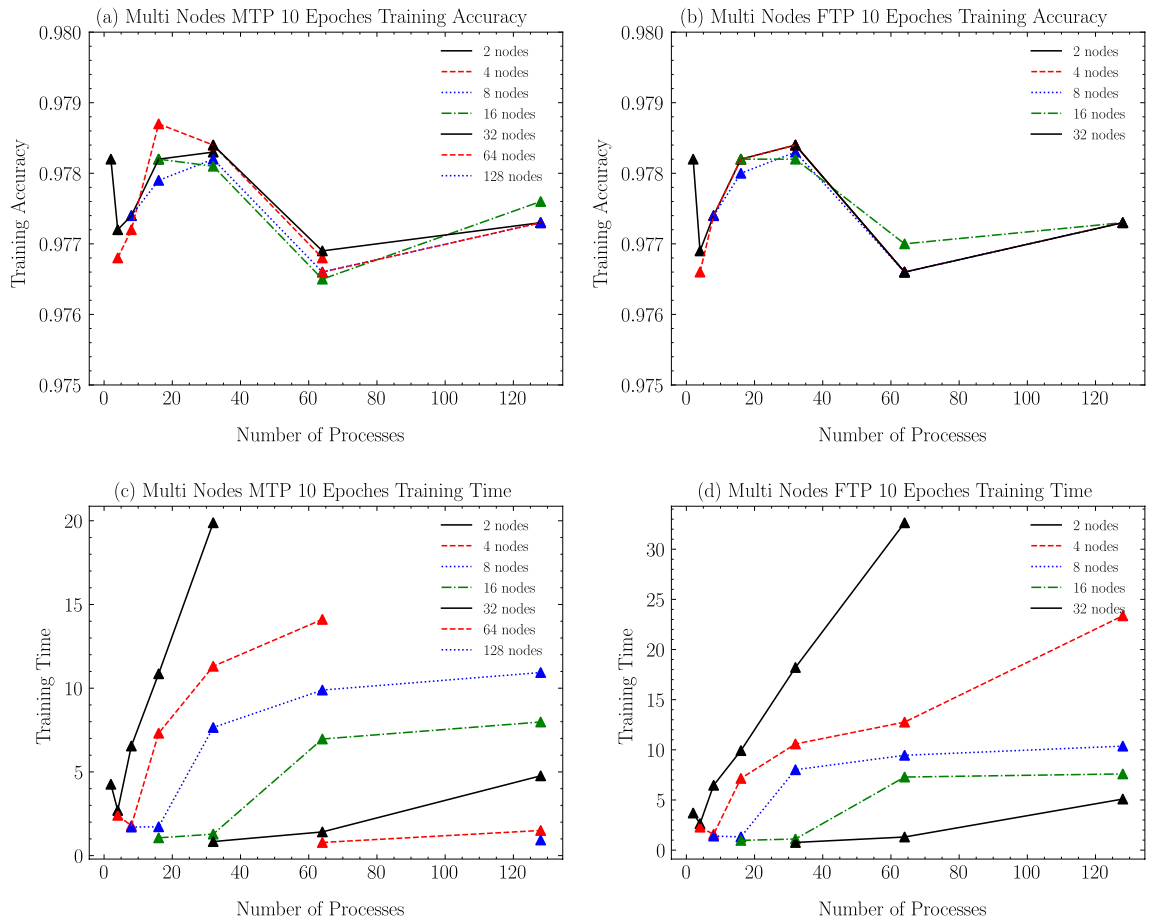 (a) Multi Nodes MTP 10 Epoches Training Accuracy
0.980
0.979
0.978
0.977
0.976
0.975
Training Accuracy
2 nodes
4 nodes
8 nodes
16 nodes
32 nodes
64 nodes
128 nodes
0 20 40 60 80 100 120
Number of Processes
(b) Multi Nodes FTP 10 Epoches Training Accuracy
0.980
0.979
0.978
0.977
0.976
0.975
Training Accuracy
2 nodes
4 nodes
8 nodes
16 nodes
32 nodes
0 20 40 60 80 100 120
Number of Processes
(c) Multi Nodes MTP 10 Epoches Training Time
20
15
10
5
0
Training Time
2 nodes
4 nodes
8 nodes
16 nodes
32 nodes
64 nodes
128 nodes
0 20 40 60 80 100 120
Number of Processes
(d) Multi Nodes FTP 10 Epoches Training Time
30
25
20
15
10
5
0
Training Time
2 nodes
4 nodes
8 nodes
16 nodes
32 nodes
0 20 40 60 80 100 120
Number of Processes